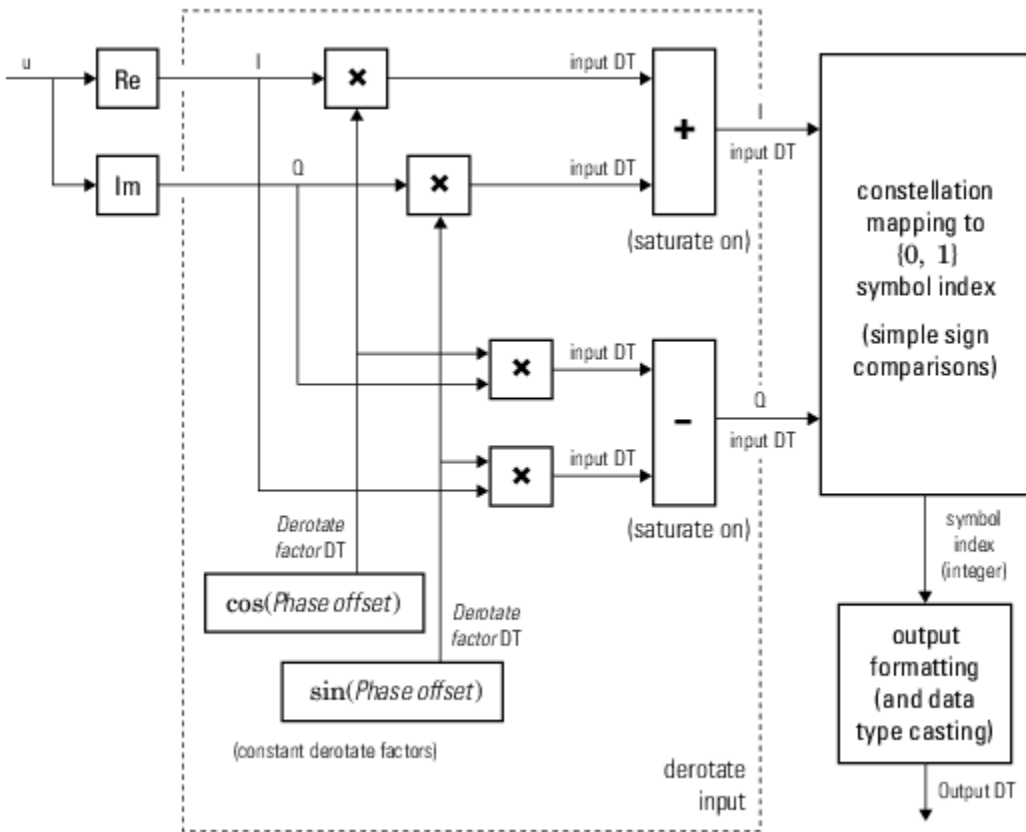 u
Re
I
×
input DT
+
I
input DT
Im
Q
×
input DT
(saturate on)
constellation
mapping to
{0, 1}
symbol index
(simple sign
comparisons)
×
input DT
−
Q
input DT
×
input DT
(saturate on)
Derotate
factor DT
cos(Phase offset)
Derotate
factor DT
sin(Phase offset)
(constant derotate factors)
derotate
input
symbol
index
(integer)
output
formatting
(and data
type casting)
Output DT